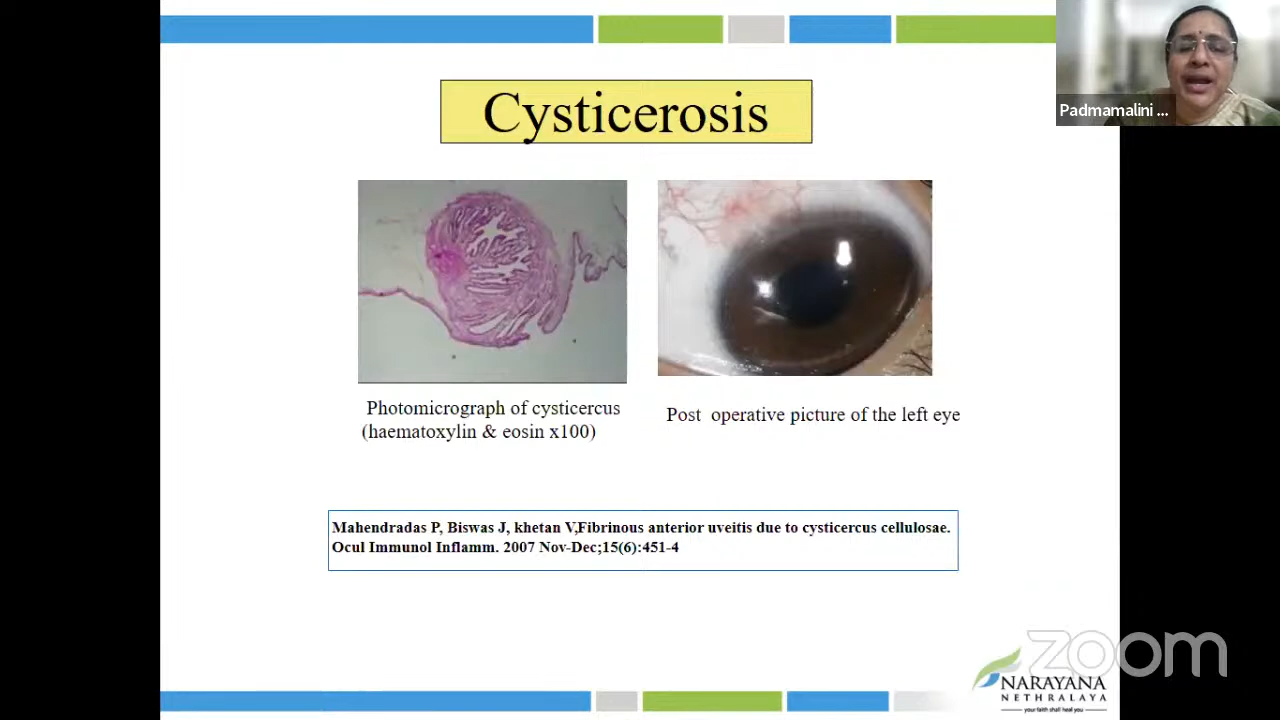 Cysticerosis
Padmamalini ...
Photomicrograph of cysticercus
(haematoxylin & eosin x100)
Post operative picture of the left eye
Mahendradas P, Biswas J, khetan V,Fibrinous anterior uveitis due to cysticercus cellulosae.
Ocul Immunol Inflamm. 2007 Nov-Dec;15(6):451-4
zoom
NARAYANA
NETHRALAYA
your faith shall heal you